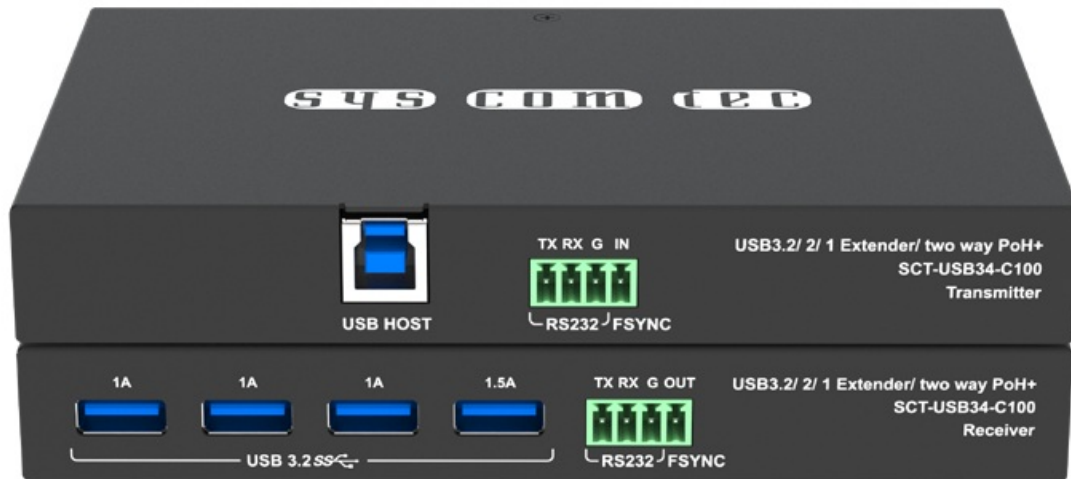 sys com tec
TX RX G IN
USB3.2/ 2/ 1 Extender/ two way PoH+
SCT-USB34-C100
Transmitter
USB HOST
RS232 FSYNC
1A 1A 1A 1.5A
TX RX G OUT
USB3.2/ 2/ 1 Extender/ two way PoH+
SCT-USB34-C100
Receiver
USB 3.2 SS
RS232 FSYNC